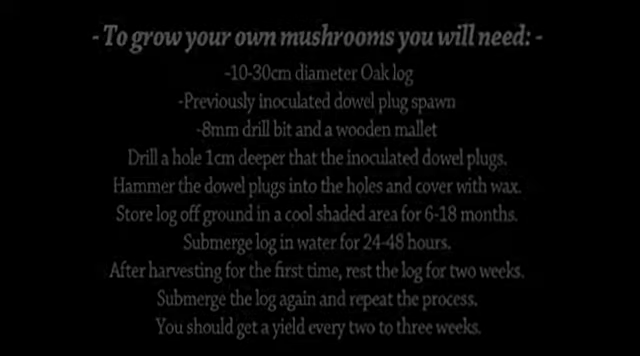 - To grow your own mushrooms you will need: -
-10-30cm diameter Oak log
-Previously inoculated dowel plug spawn
-8mm drill bit and a wooden mallet
Drill a hole 1cm deeper that the inoculated dowel plugs.
Hammer the dowel plugs into the holes and cover with wax.
Store log off ground in a cool shaded area for 6-18 months.
Submerge log in water for 24-48 hours.
After harvesting for the first time, rest the log for two weeks.
Submerge the log again and repeat the process.
You should get a yield every two to three weeks.